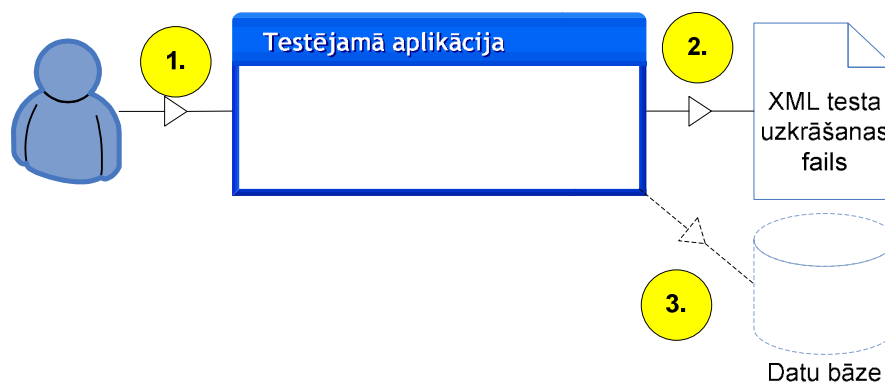 1.
Testējamā aplikācija
2.
XML testa
uzkrāšanas
fails
3.
Datu bāze